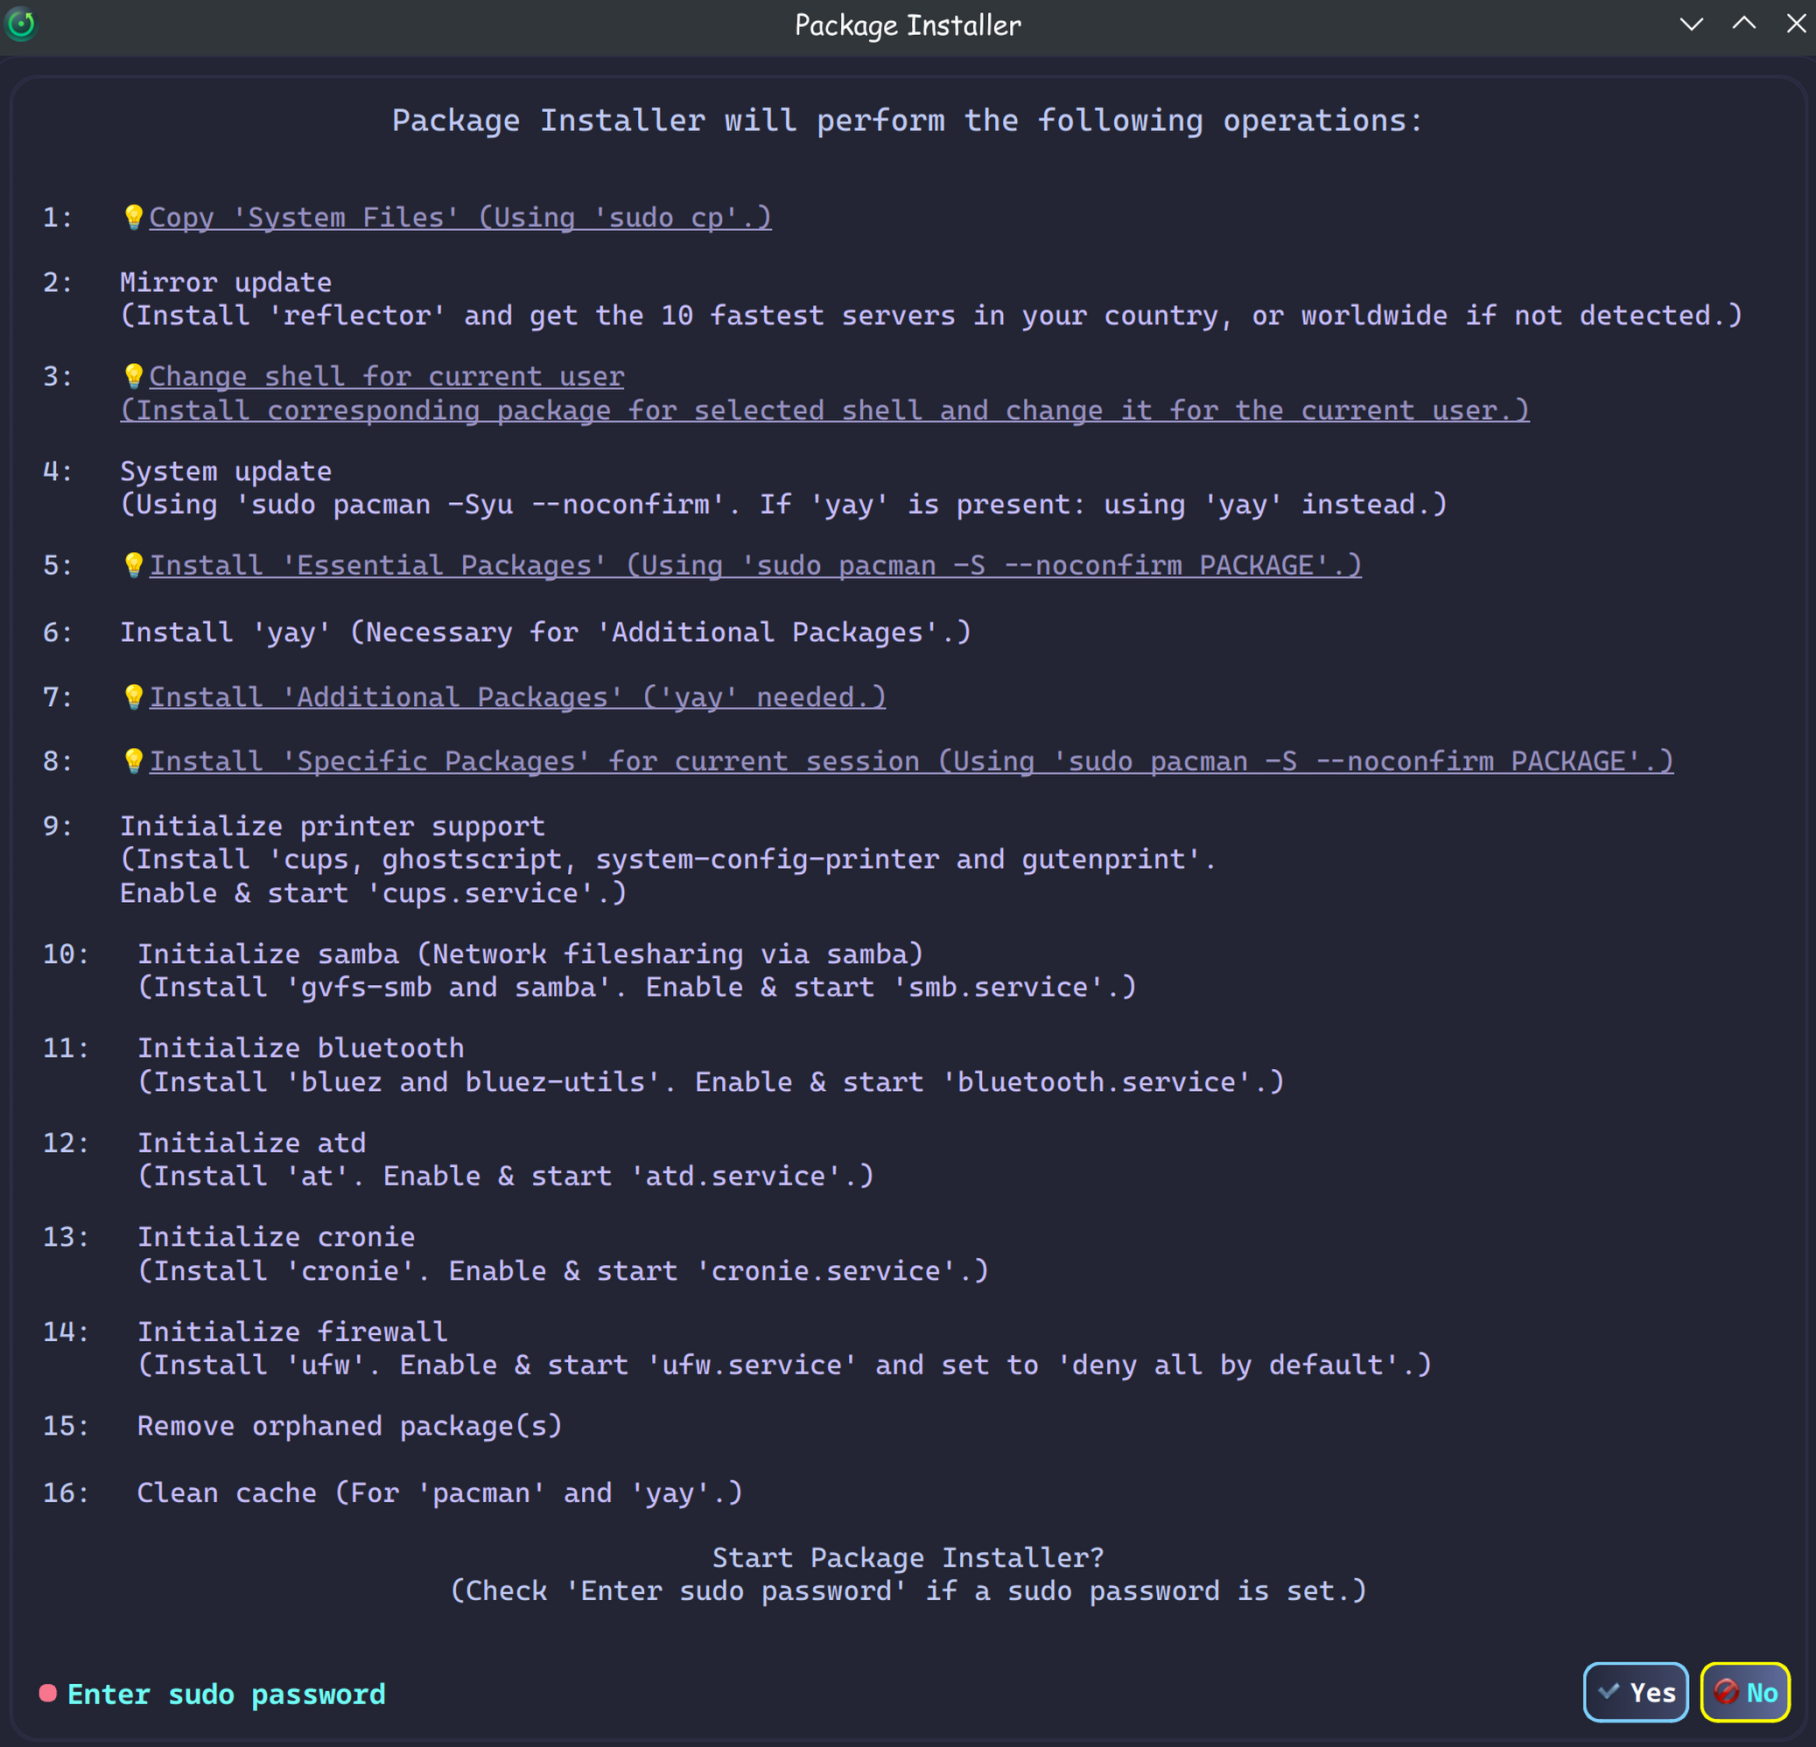 Package Installer
Package Installer will perform the following operations:
1: 💡Copy 'System Files' (Using 'sudo cp'.)
2: Mirror update
(Install 'reflector' and get the 10 fastest servers in your country, or worldwide if not detected.)
3: 💡Change shell for current user
(Install corresponding package for selected shell and change it for the current user.)
4: System update
(Using 'sudo pacman -Syu --noconfirm'. If 'yay' is present: using 'yay' instead.)
5: 💡Install 'Essential Packages' (Using 'sudo pacman -S --noconfirm PACKAGE'.)
6: Install 'yay' (Necessary for 'Additional Packages'.)
7: 💡Install 'Additional Packages' ('yay' needed.)
8: 💡Install 'Specific Packages' for current session (Using 'sudo pacman -S --noconfirm PACKAGE'.)
9: Initialize printer support
(Install 'cups, ghostscript, system-config-printer and gutenprint'.
Enable & start 'cups.service'.)
10: Initialize samba (Network filesharing via samba)
(Install 'gvfs-smb and samba'. Enable & start 'smb.service'.)
11: Initialize bluetooth
(Install 'bluez and bluez-utils'. Enable & start 'bluetooth.service'.)
12: Initialize atd
(Install 'at'. Enable & start 'atd.service'.)
13: Initialize cronie
(Install 'cronie'. Enable & start 'cronie.service'.)
14: Initialize firewall
(Install 'ufw'. Enable & start 'ufw.service' and set to 'deny all by default'.)
15: Remove orphaned package(s)
16: Clean cache (For 'pacman' and 'yay'.)
Start Package Installer?
(Check 'Enter sudo password' if a sudo password is set.)
Enter sudo password
Yes
No